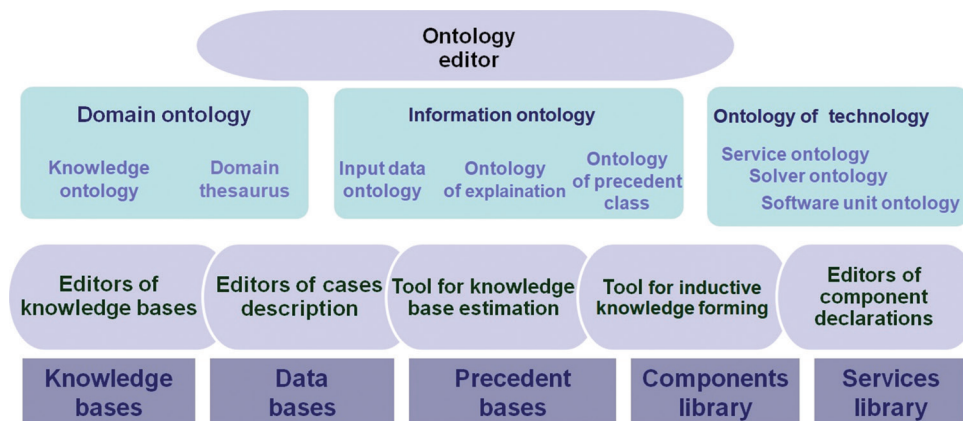 Ontology
editor
Domain ontology
Knowledge
ontology
Domain
thesaurus
Information ontology
Input data
ontology
Ontology
of explaination
Ontology
of precedent
class
Ontology of technology
Service ontology
Solver ontology
Software unit ontology
Editors of
knowledge bases
Editors of cases
description
Tool for knowledge
base estimation
Tool for inductive
knowledge forming
Editors of
component
declarations
Knowledge
bases
Data
bases
Precedent
bases
Components
library
Services
library